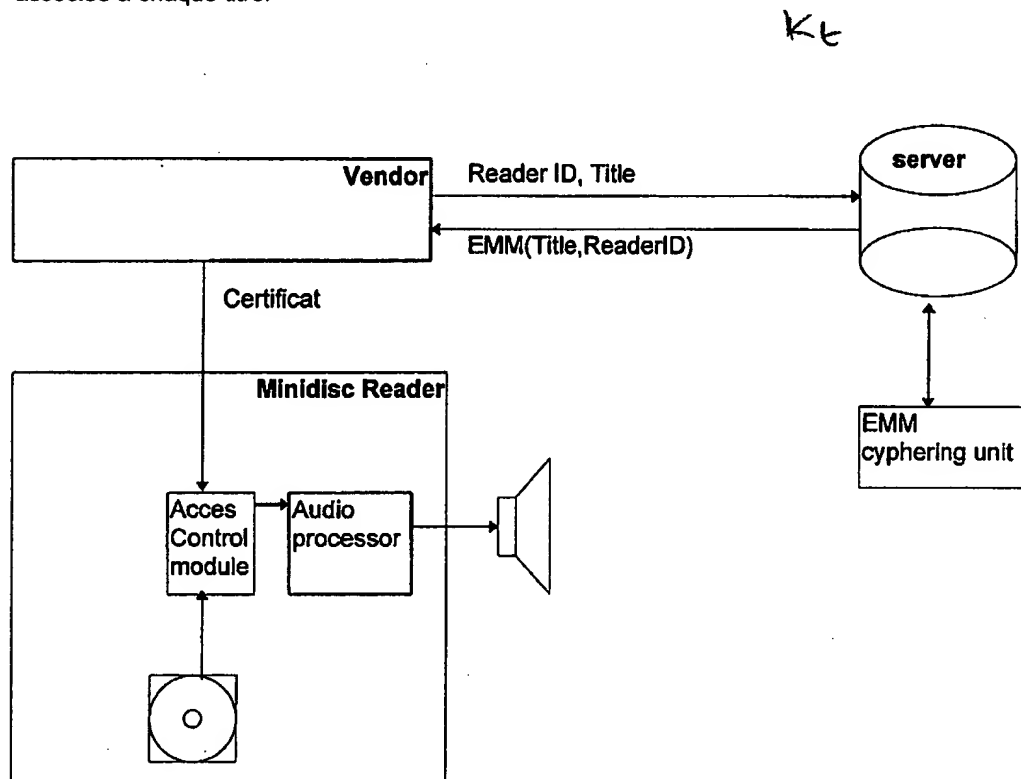 Kt
Vendor
Reader ID, Title
server
EMM(Title,ReaderID)
Certificat
Minidisc Reader
EMM
cyphering unit
Acces
Control
module
Audio
processor